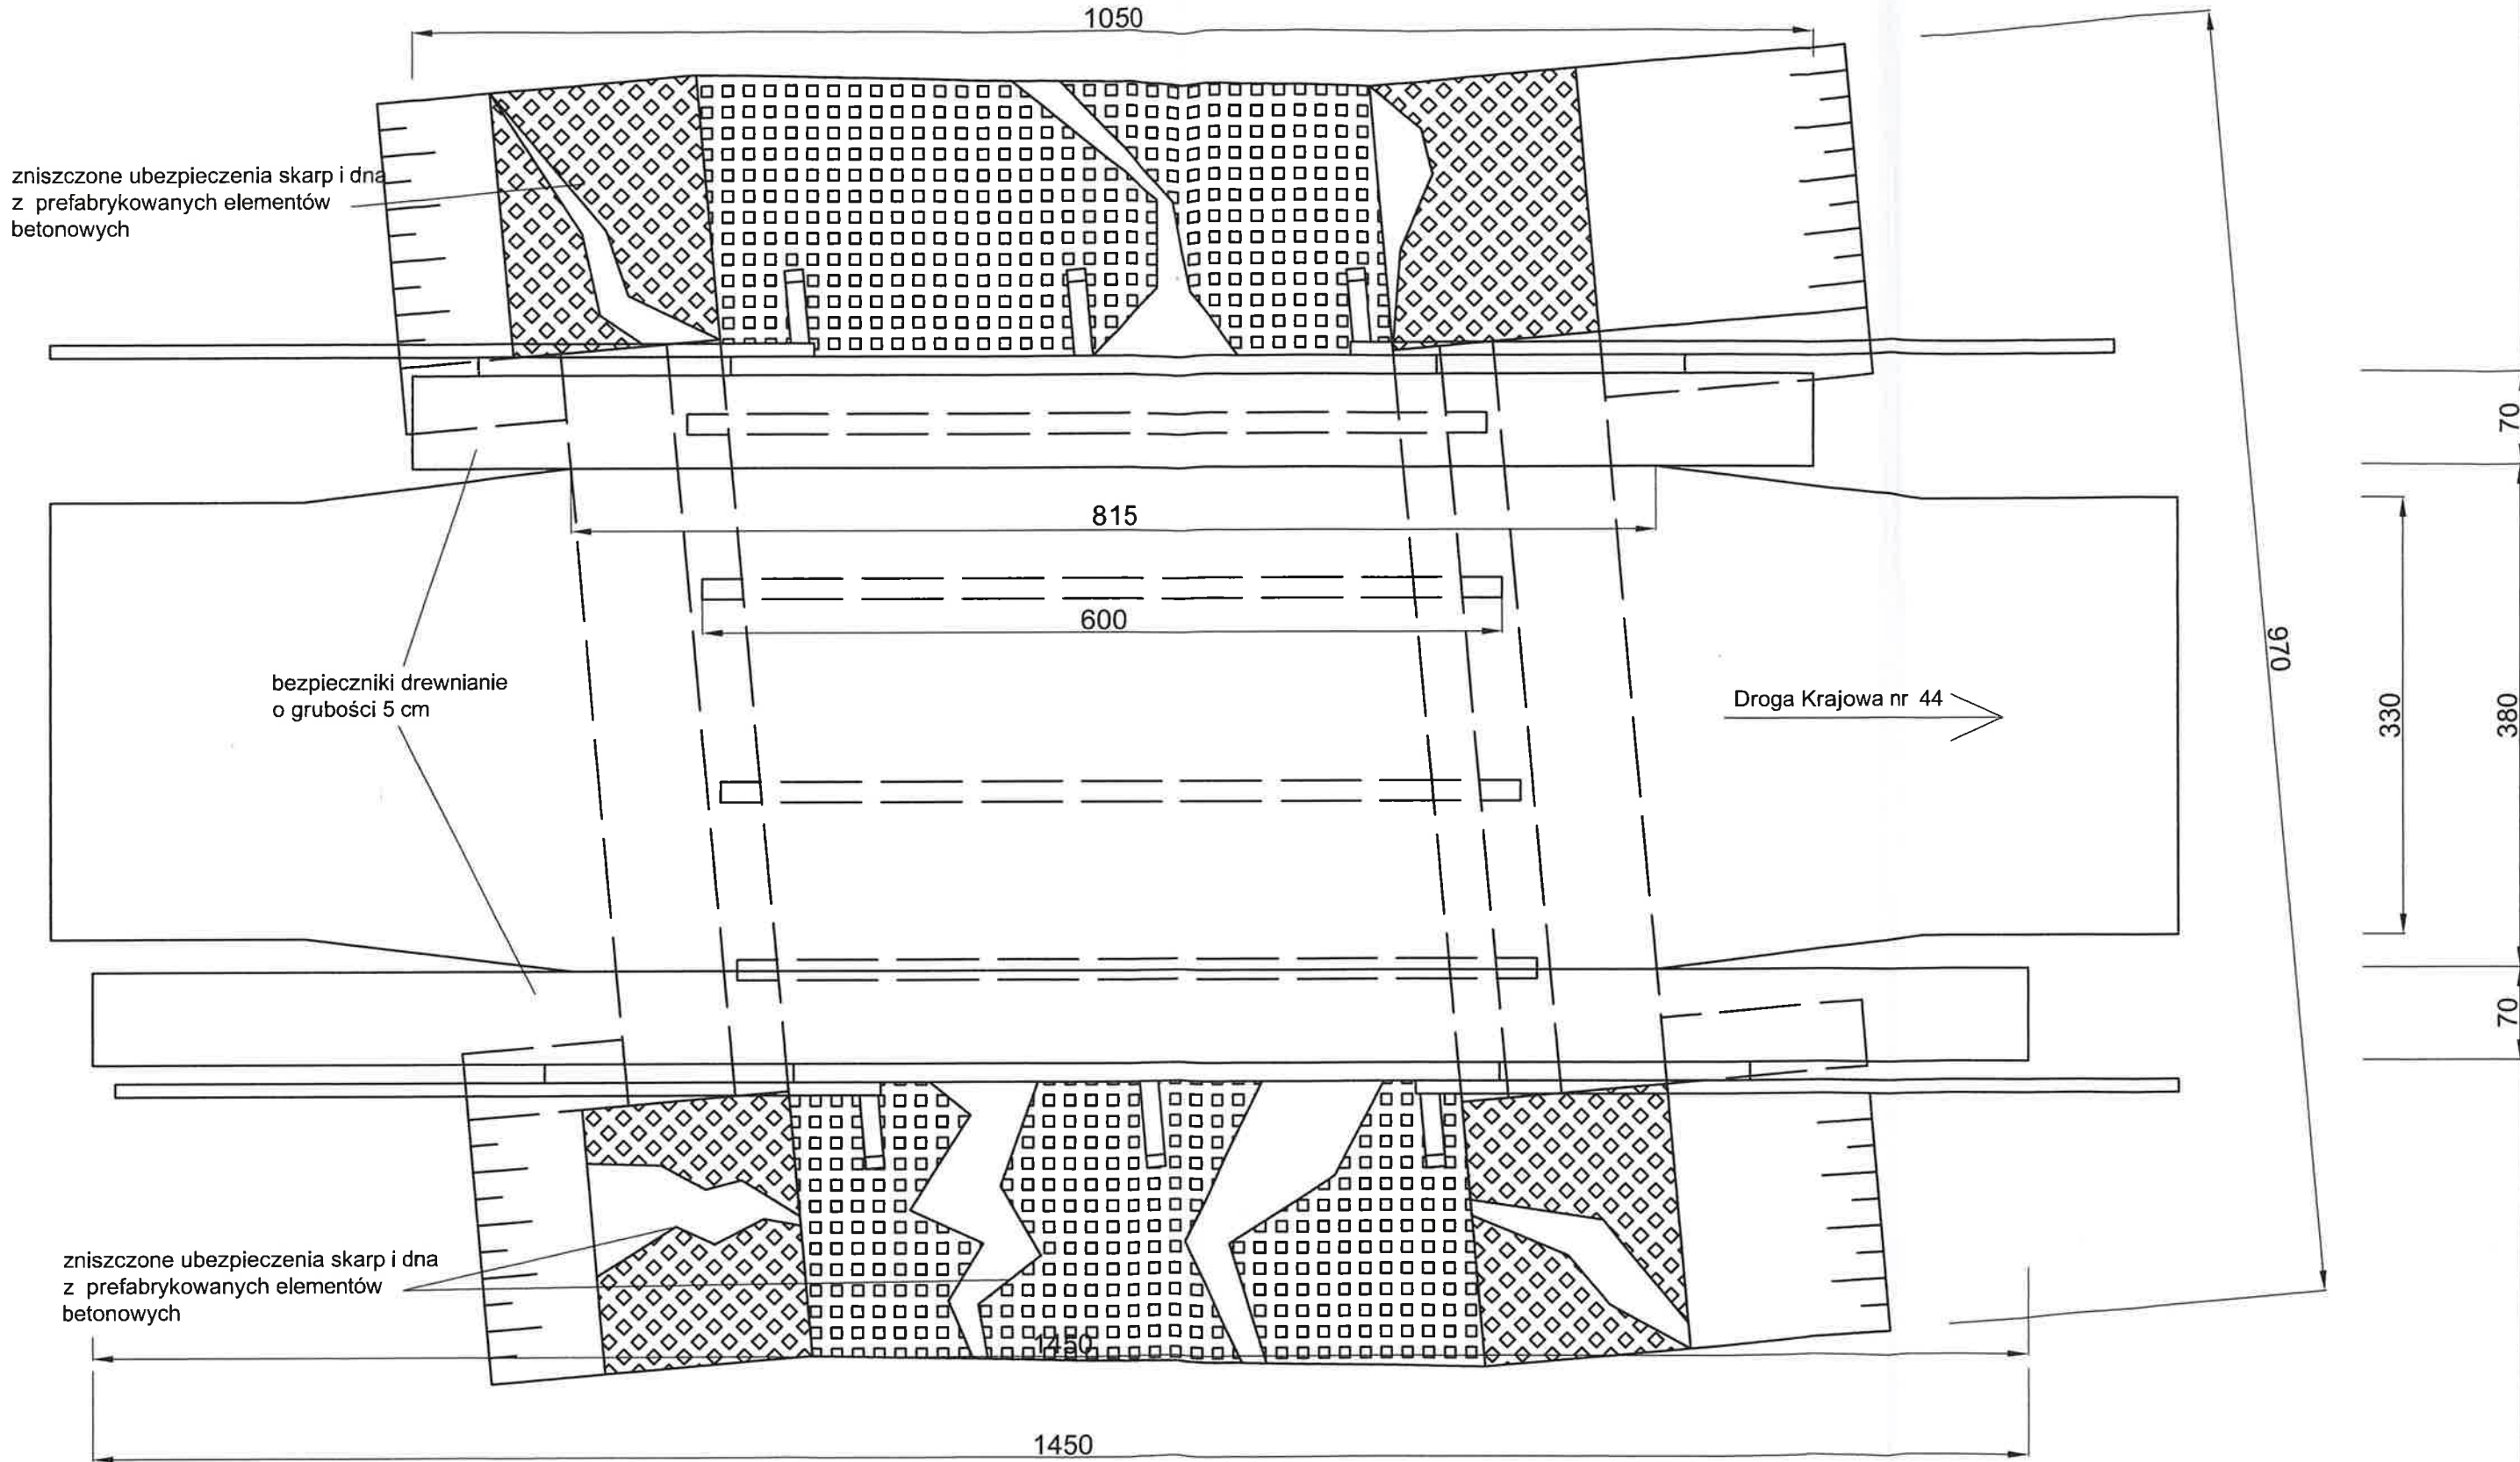 1050
zniszczone ubezpieczenia skarp i dna
z prefabrykowanych elementów
betonowych
70
815
600
970
bezpieczniki drewnianie
o grubości 5 cm
Droga Krajowa nr 44
330
380
70
zniszczone ubezpieczenia skarp i dna
z prefabrykowanych elementów
betonowych
1450
1450